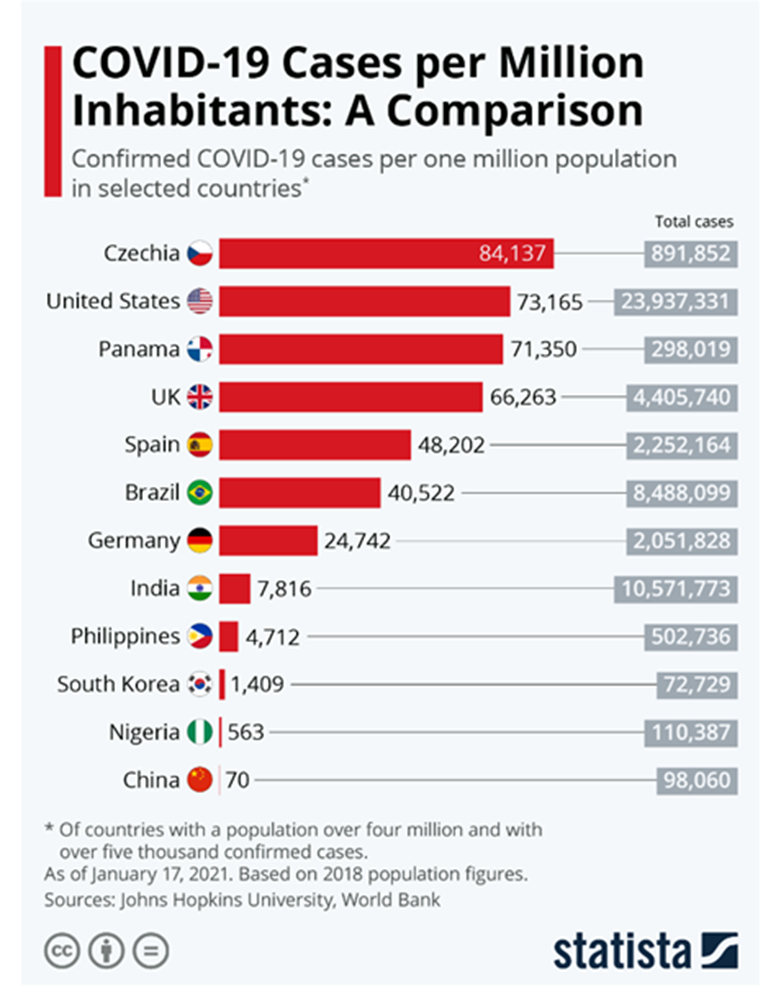 COVID-19 Cases per Million
Inhabitants: A Comparison
Confirmed COVID-19 cases per one million population
in selected countries*
Total cases
Czechia 84,137 891,852
United States 73,165 23,937,331
Panama 71,350 298,019
UK 66,263 4,405,740
Spain 48,202 2,252,164
Brazil 40,522 8,488,099
Germany 24,742 2,051,828
India 7,816 10,571,773
Philippines 4,712 502,736
South Korea 1,409 72,729
Nigeria 563 110,387
China 70 98,060
* Of countries with a population over four million and with
over five thousand confirmed cases.
As of January 17, 2021. Based on 2018 population figures.
Sources: Johns Hopkins University, World Bank
cc
statista